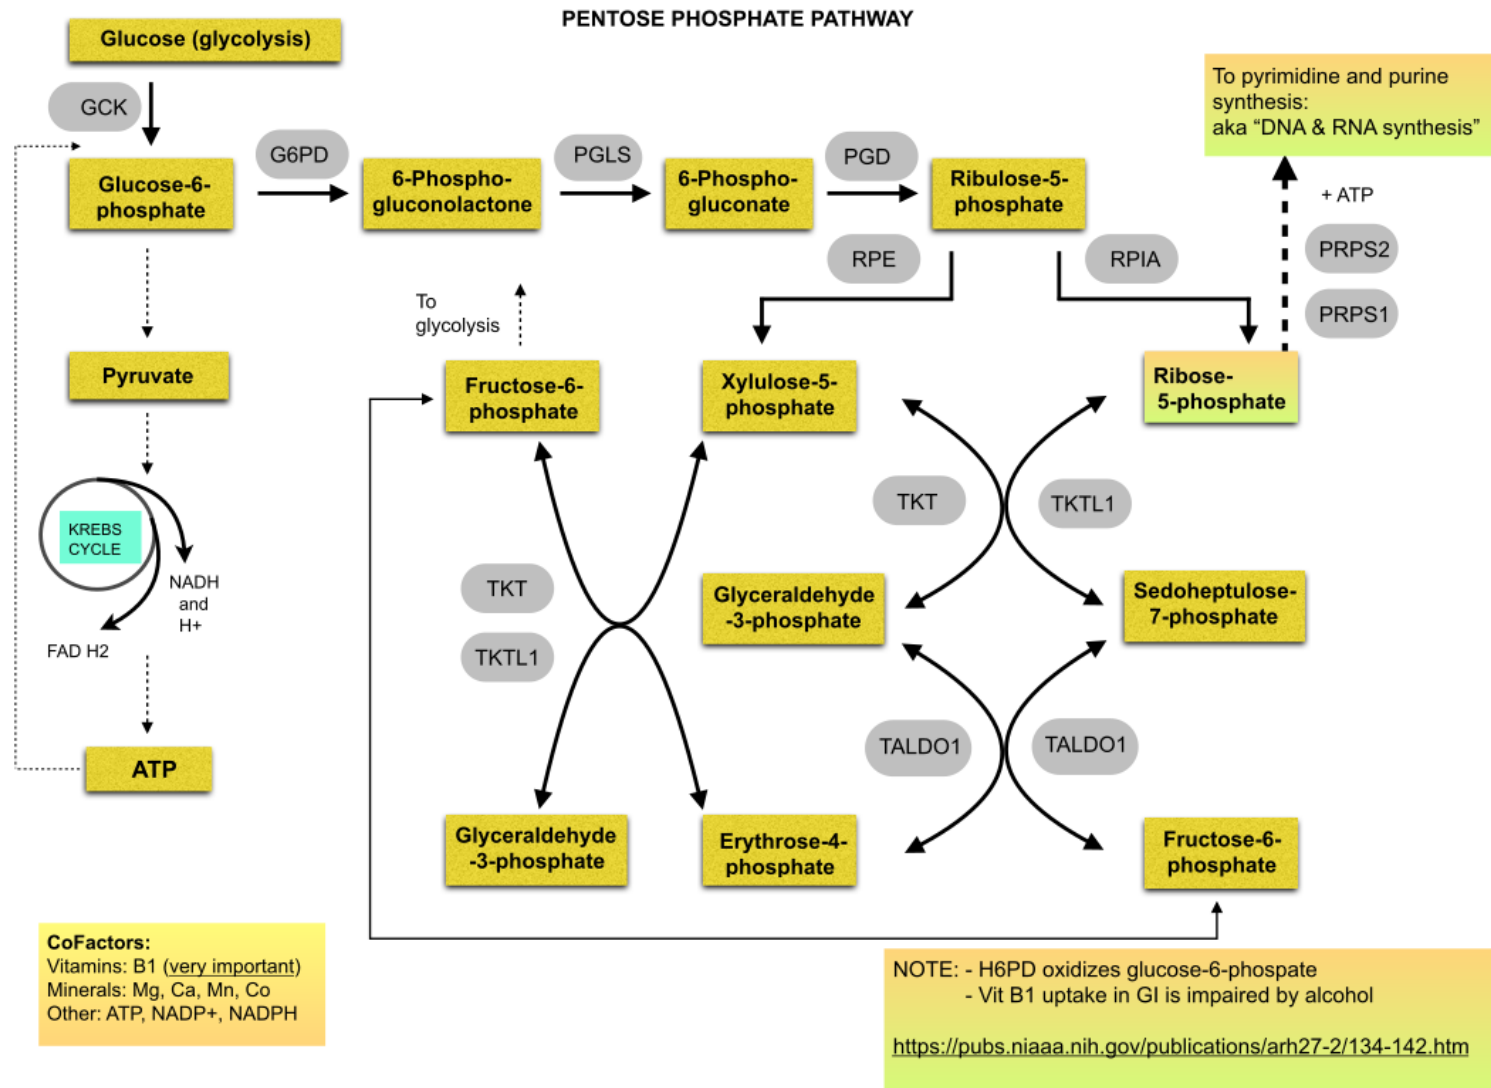 PENTOSE PHOSPHATE PATHWAY
Glucose (glycolysis)
GCK
To pyrimidine and purine
synthesis:
aka “DNA & RNA synthesis”
G6PD
PGLS
PGD
Glucose-6-
phosphate
6-Phospho-
gluconolactone
6-Phospho-
gluconate
Ribulose-5-
phosphate
+ ATP
PRPS2
PRPS1
RPE
RPIA
To
glycolysis
Pyruvate
Fructose-6-
phosphate
Xylulose-5-
phosphate
Ribose-
5-phosphate
KREBS
CYCLE
NADH
and
H+
FAD H2
TKT
TKTL1
TKT
TKTL1
Glyceraldehyde
-3-phosphate
Sedoheptulose-
7-phosphate
ATP
TALDO1
TALDO1
Glyceraldehyde
-3-phosphate
Erythrose-4-
phosphate
Fructose-6-
phosphate
CoFactors:
Vitamins: B1 (very important)
Minerals: Mg, Ca, Mn, Co
Other: ATP, NADP+, NADPH
NOTE: - H6PD oxidizes glucose-6-phospate
- Vit B1 uptake in GI is impaired by alcohol
https://pubs.niaaa.nih.gov/publications/arh27-2/134-142.htm